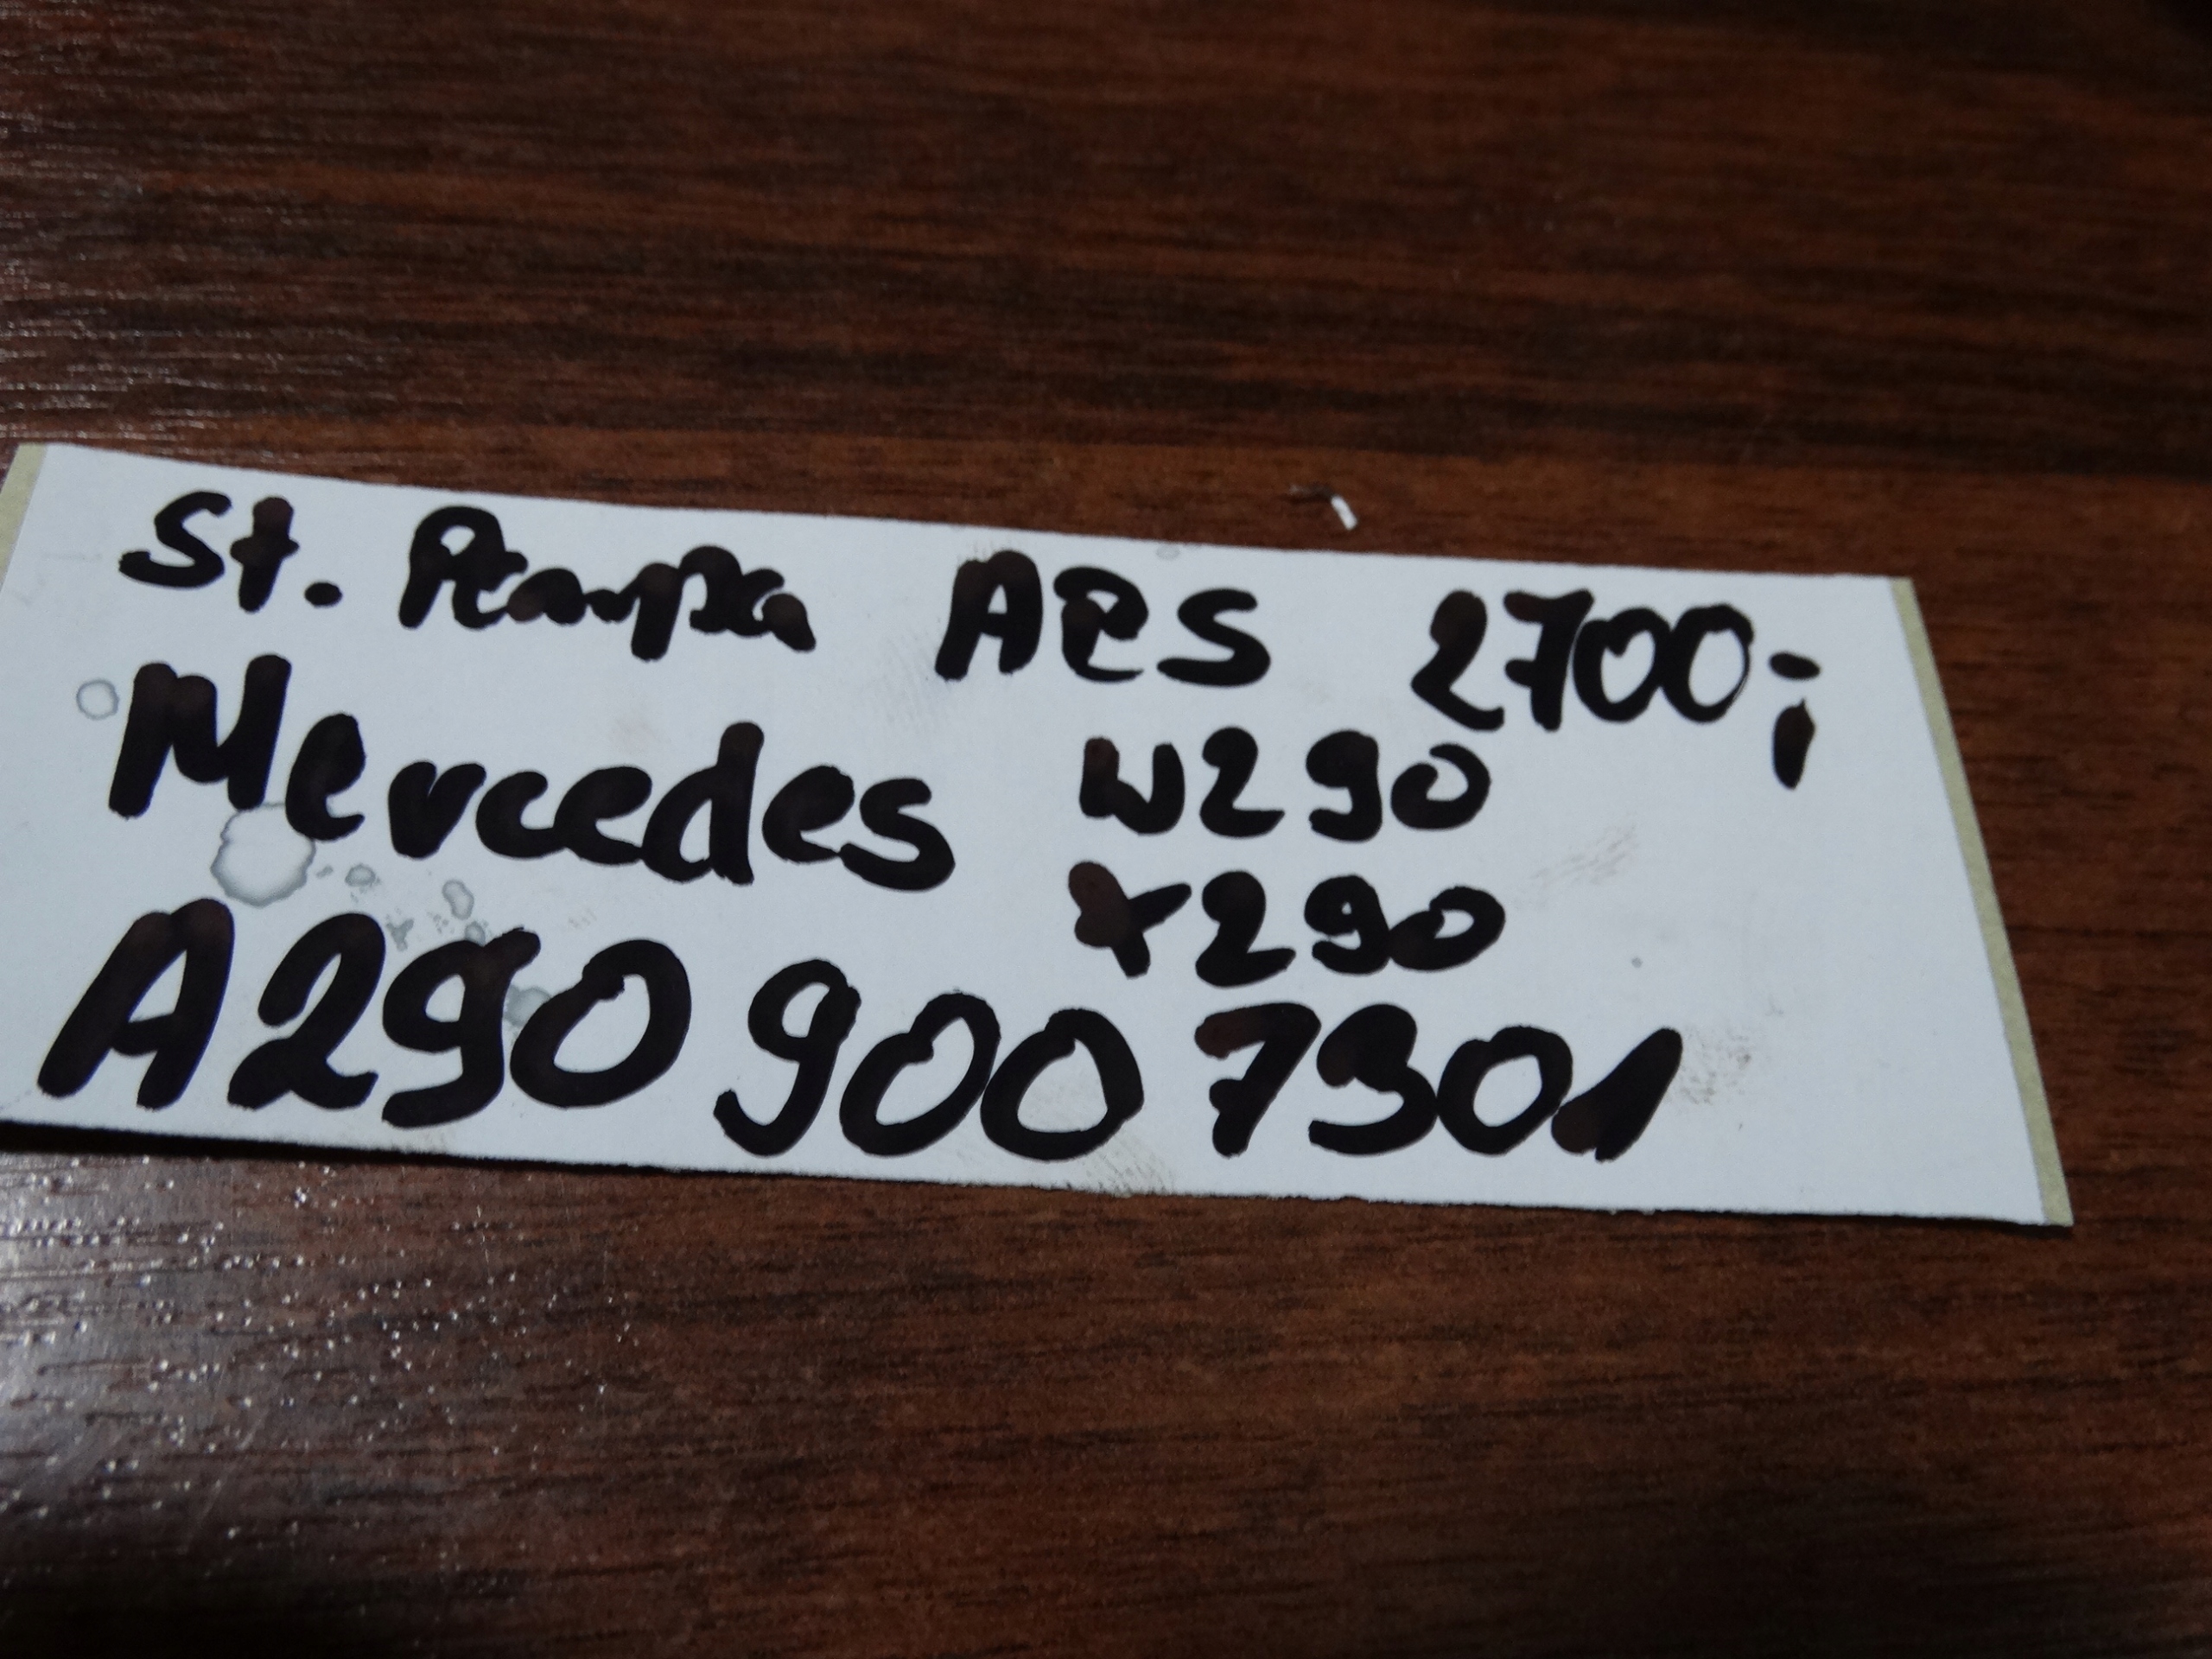 St. Pompa ABS 2700,-
Mercedes W290
X290
A290 900 7901